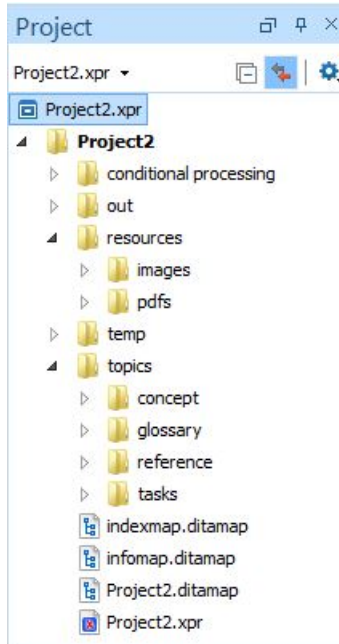 Project
Project2.xpr
Project2.xpr
Project2
conditional processing
out
resources
images
pdfs
temp
topics
concept
glossary
reference
tasks
indexmap.ditamap
infomap.ditamap
Project2.ditamap
Project2.xpr